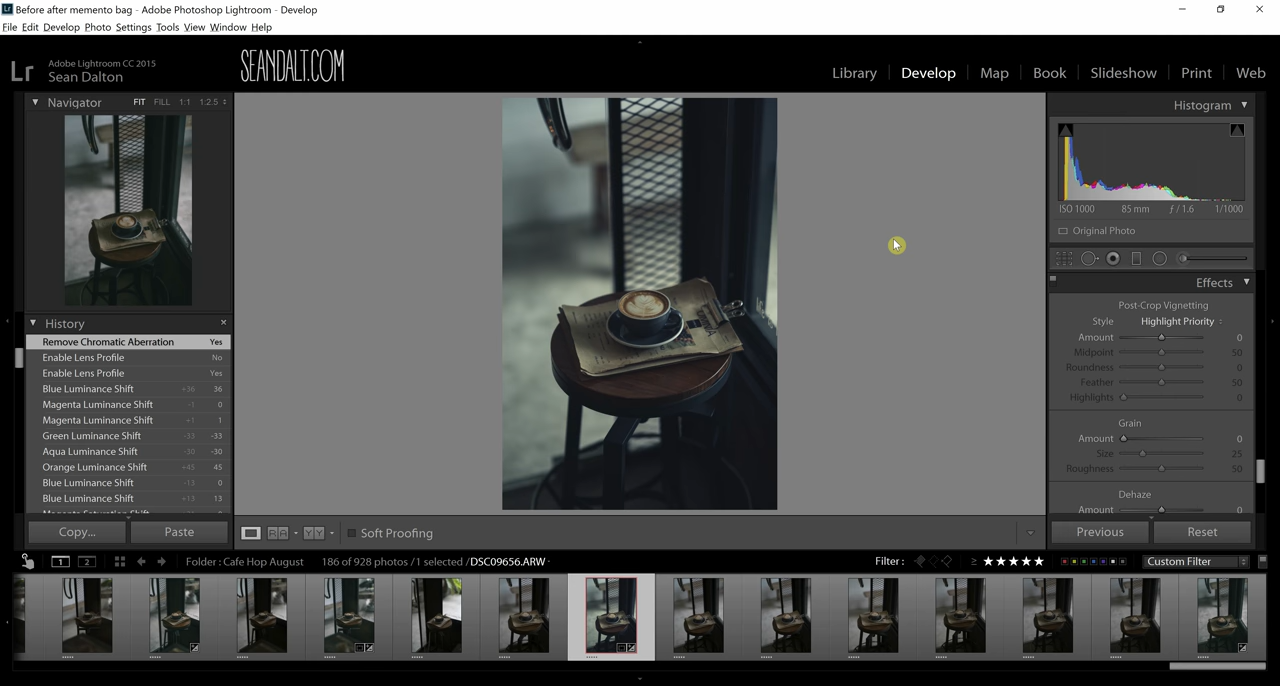 Before after memento bag - Adobe Photoshop Lightroom - Develop
File Edit Develop Photo Settings Tools View Window Help
Lr
Adobe Lightroom CC 2015
Sean Dalton
SEANDALT.COM
Library | Develop | Map | Book | Slideshow | Print | Web
Navigator FIT FILL 1:1 1:2.5
Histogram
ISO 1000 85 mm ƒ / 1.6 1/1000
Original Photo
Effects
Post-Crop Vignetting
Style Highlight Priority
Amount 0
Midpoint 50
Roundness 0
Feather 50
Highlights 0
Grain
Amount 0
Size 25
Roughness 50
Dehaze
Amount 0
History
Remove Chromatic Aberration Yes
Enable Lens Profile No
Enable Lens Profile Yes
Blue Luminance Shift +36 36
Magenta Luminance Shift -1 0
Magenta Luminance Shift +1 1
Green Luminance Shift -33 -33
Aqua Luminance Shift -30 -30
Orange Luminance Shift +45 45
Blue Luminance Shift -13 0
Blue Luminance Shift +13 13
Magenta Saturation Shift
Copy... Paste
Soft Proofing
Previous Reset
1 2 Folder : Cafe Hop August 186 of 928 photos /1 selected /DSC09656.ARW
Filter : ≥ ★★★★★ Custom Filter